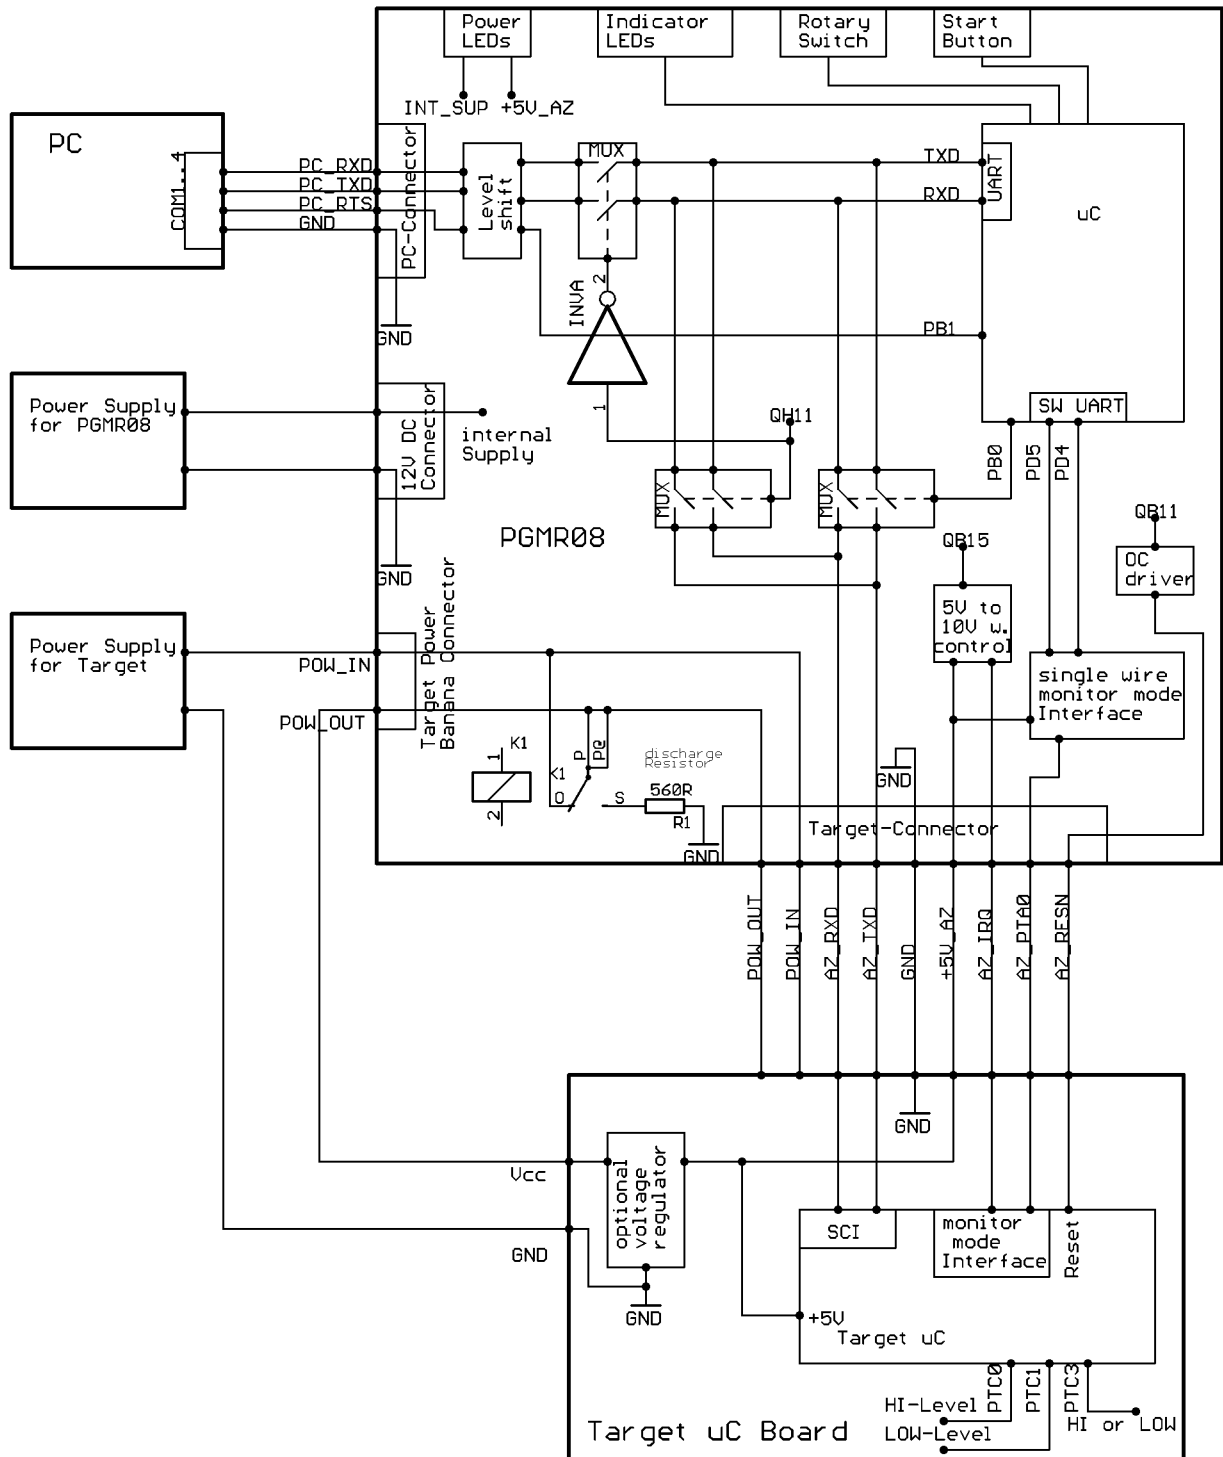 Power
LEDs
Indicator
LEDs
Rotary
Switch
Start
Button
INT_SUP +5V_AZ
PC
COM1..4
PC_RXD
PC_TXD
PC_RTS
GND
PC-Connector
GND
Level
shift
MUX
INVA
2
1
TXD
RXD
UART
uC
PB1
SW UART
PB0
PD5
PD4
Power Supply
for PGMR08
12V DC
Connector
internal
Supply
GND
QH11
MUX
MUX
PGMR08
QB15
5V to
10V w.
control
QB11
OC
driver
single wire
monitor mode
Interface
Power Supply
for Target
POW_IN
POW_OUT
Target Power
Banana Connector
K1
1
2
K1
P
PQ
O
S
discharge
Resistor
560R
R1
GND
GND
Target-Connector
POW_OUT
POW_IN
AZ_RXD
AZ_TXD
GND
+5V_AZ
AZ_IRQ
AZ_PTA0
AZ_RESN
GND
Vcc
GND
optional
voltage
regulator
GND
SCI
monitor
mode
Interface
Reset
+5V
Target uC
PTC0
PTC1
PTC3
HI-Level
LOW-Level
HI or LOW
Target uC Board